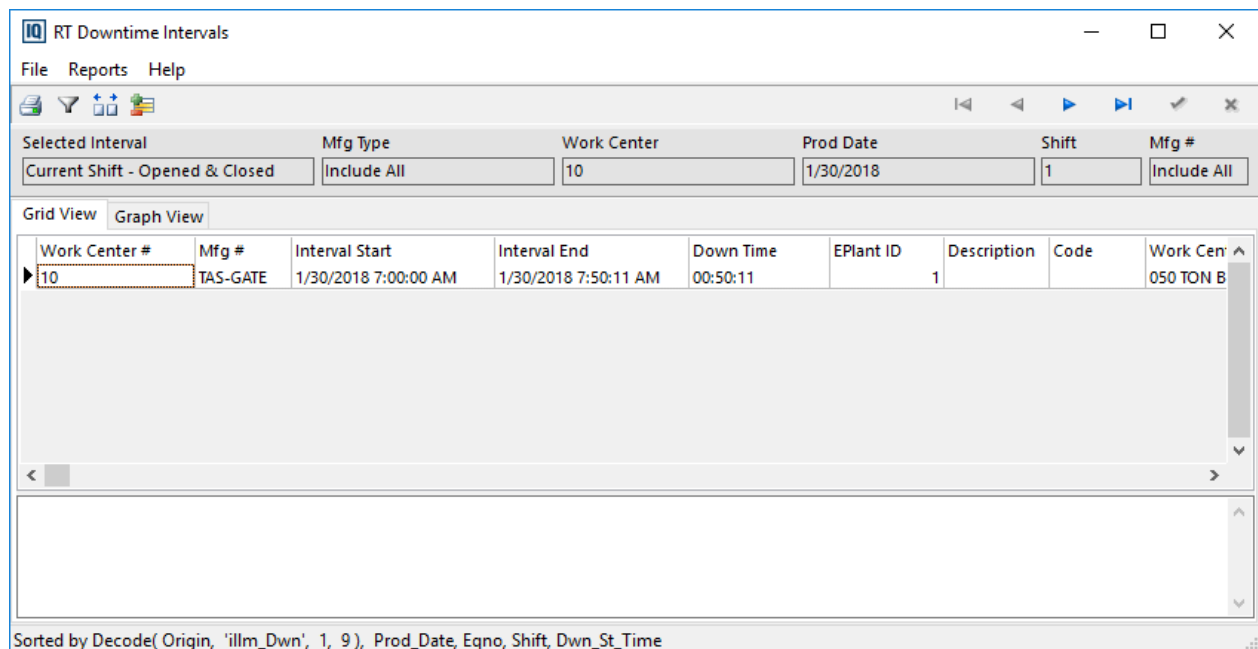 IQ RT Downtime Intervals
File Reports Help
Selected Interval Mfg Type Work Center Prod Date Shift Mfg #
Current Shift - Opened & Closed Include All 10 1/30/2018 1 Include All
Grid View Graph View
Work Center # Mfg # Interval Start Interval End Down Time EPlant ID Description Code Work Cen
10 TAS-GATE 1/30/2018 7:00:00 AM 1/30/2018 7:50:11 AM 00:50:11 1 050 TON B
Sorted by Decode( Origin, 'illm_Dwn', 1, 9 ), Prod_Date, Eqno, Shift, Dwn_St_Time